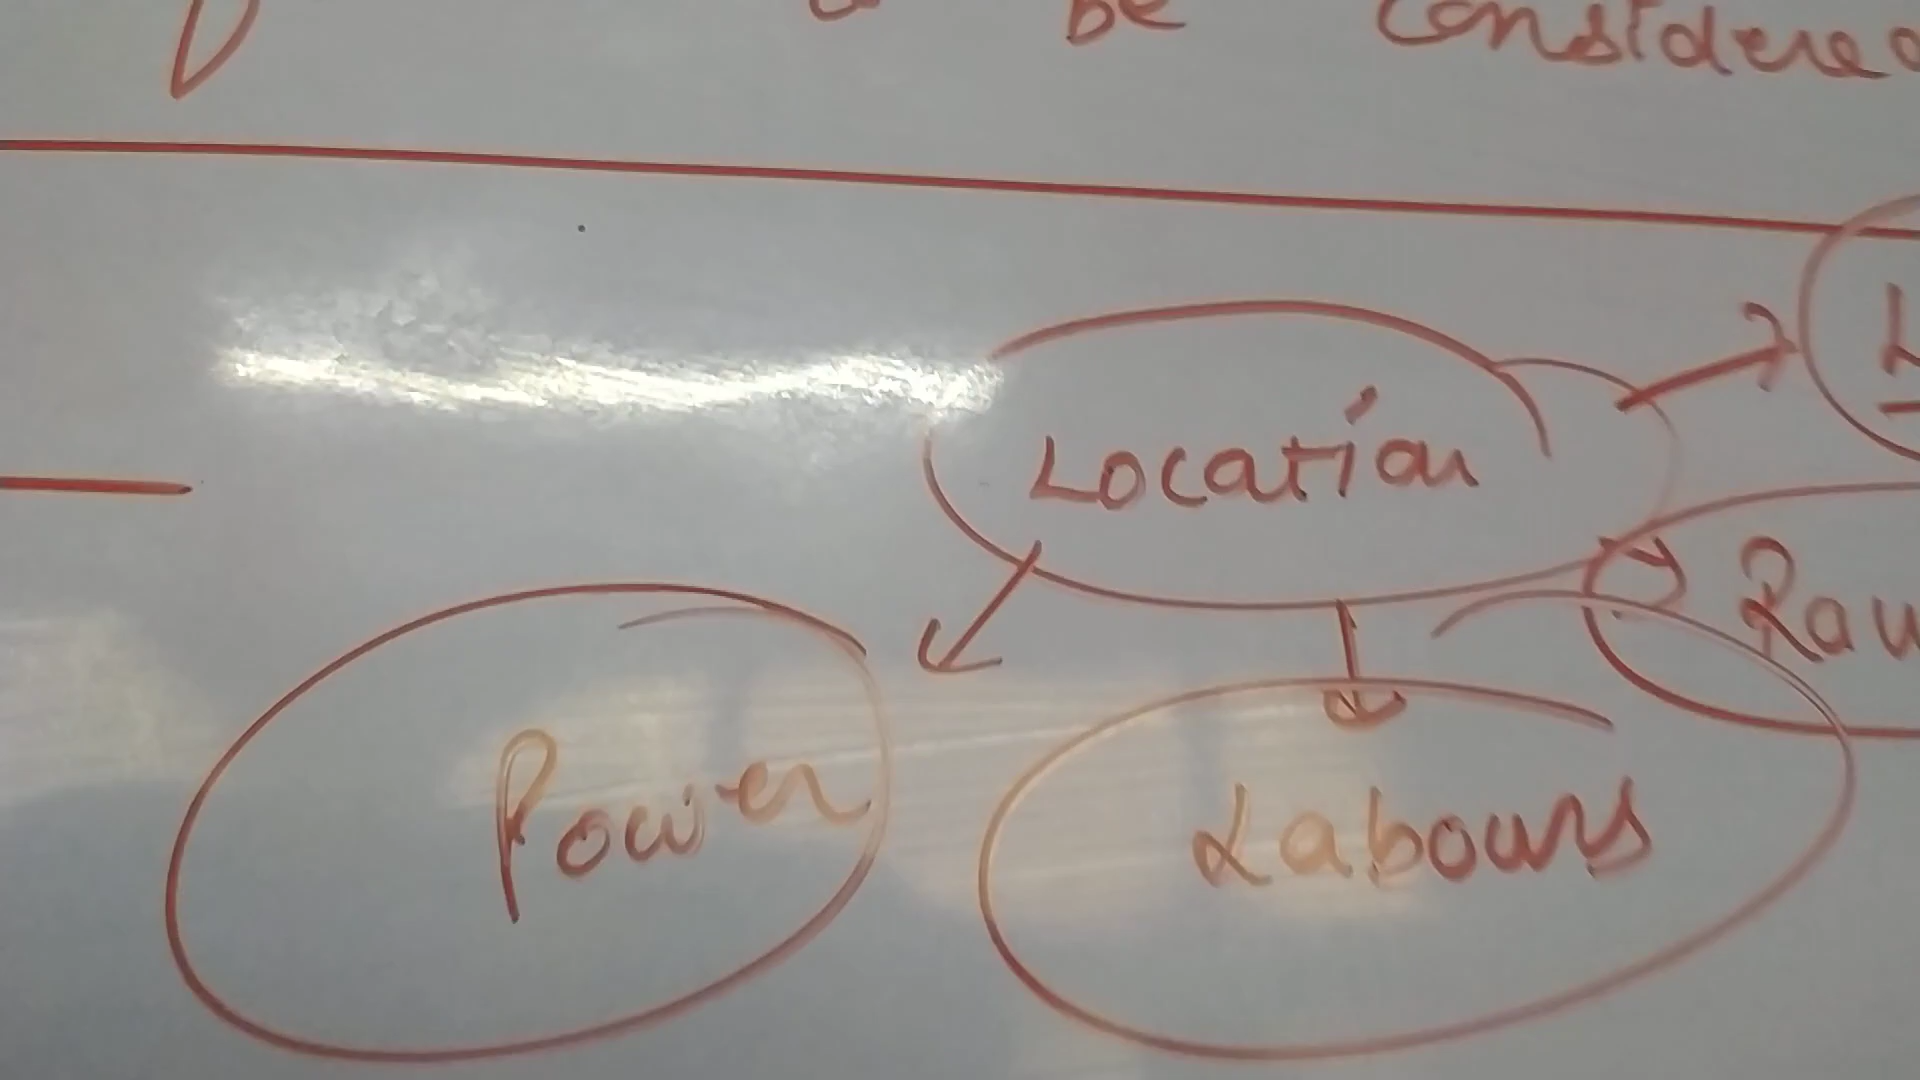 be considered
Location
Raw
Power
Labours